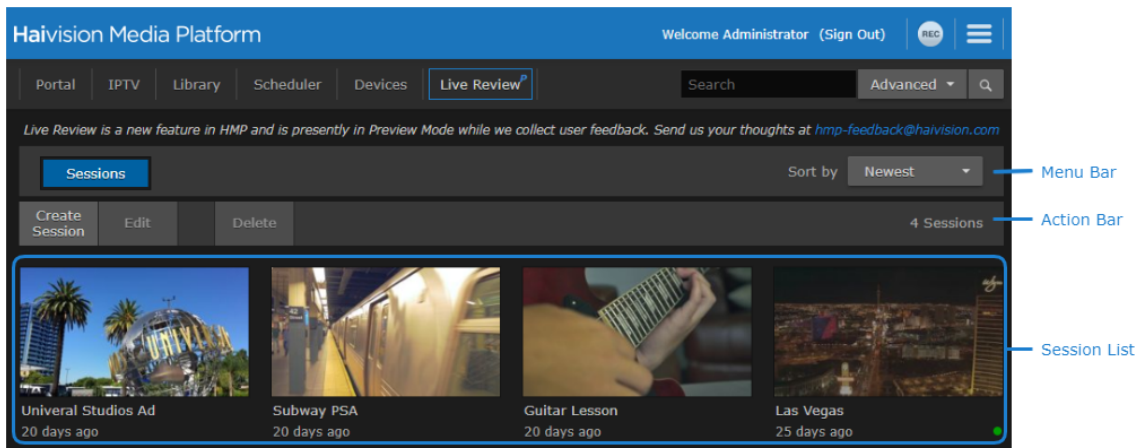 Haivision Media Platform
Welcome Administrator (Sign Out)
REC
Portal IPTV Library Scheduler Devices Live Review P
Search Advanced
Live Review is a new feature in HMP and is presently in Preview Mode while we collect user feedback. Send us your thoughts at hmp-feedback@haivision.com
Sessions Sort by Newest
Menu Bar
Create Session Edit Delete 4 Sessions
Action Bar
42
UNIVERSAL
Session List
Univeral Studios Ad
20 days ago
Subway PSA
20 days ago
Guitar Lesson
20 days ago
Las Vegas
25 days ago